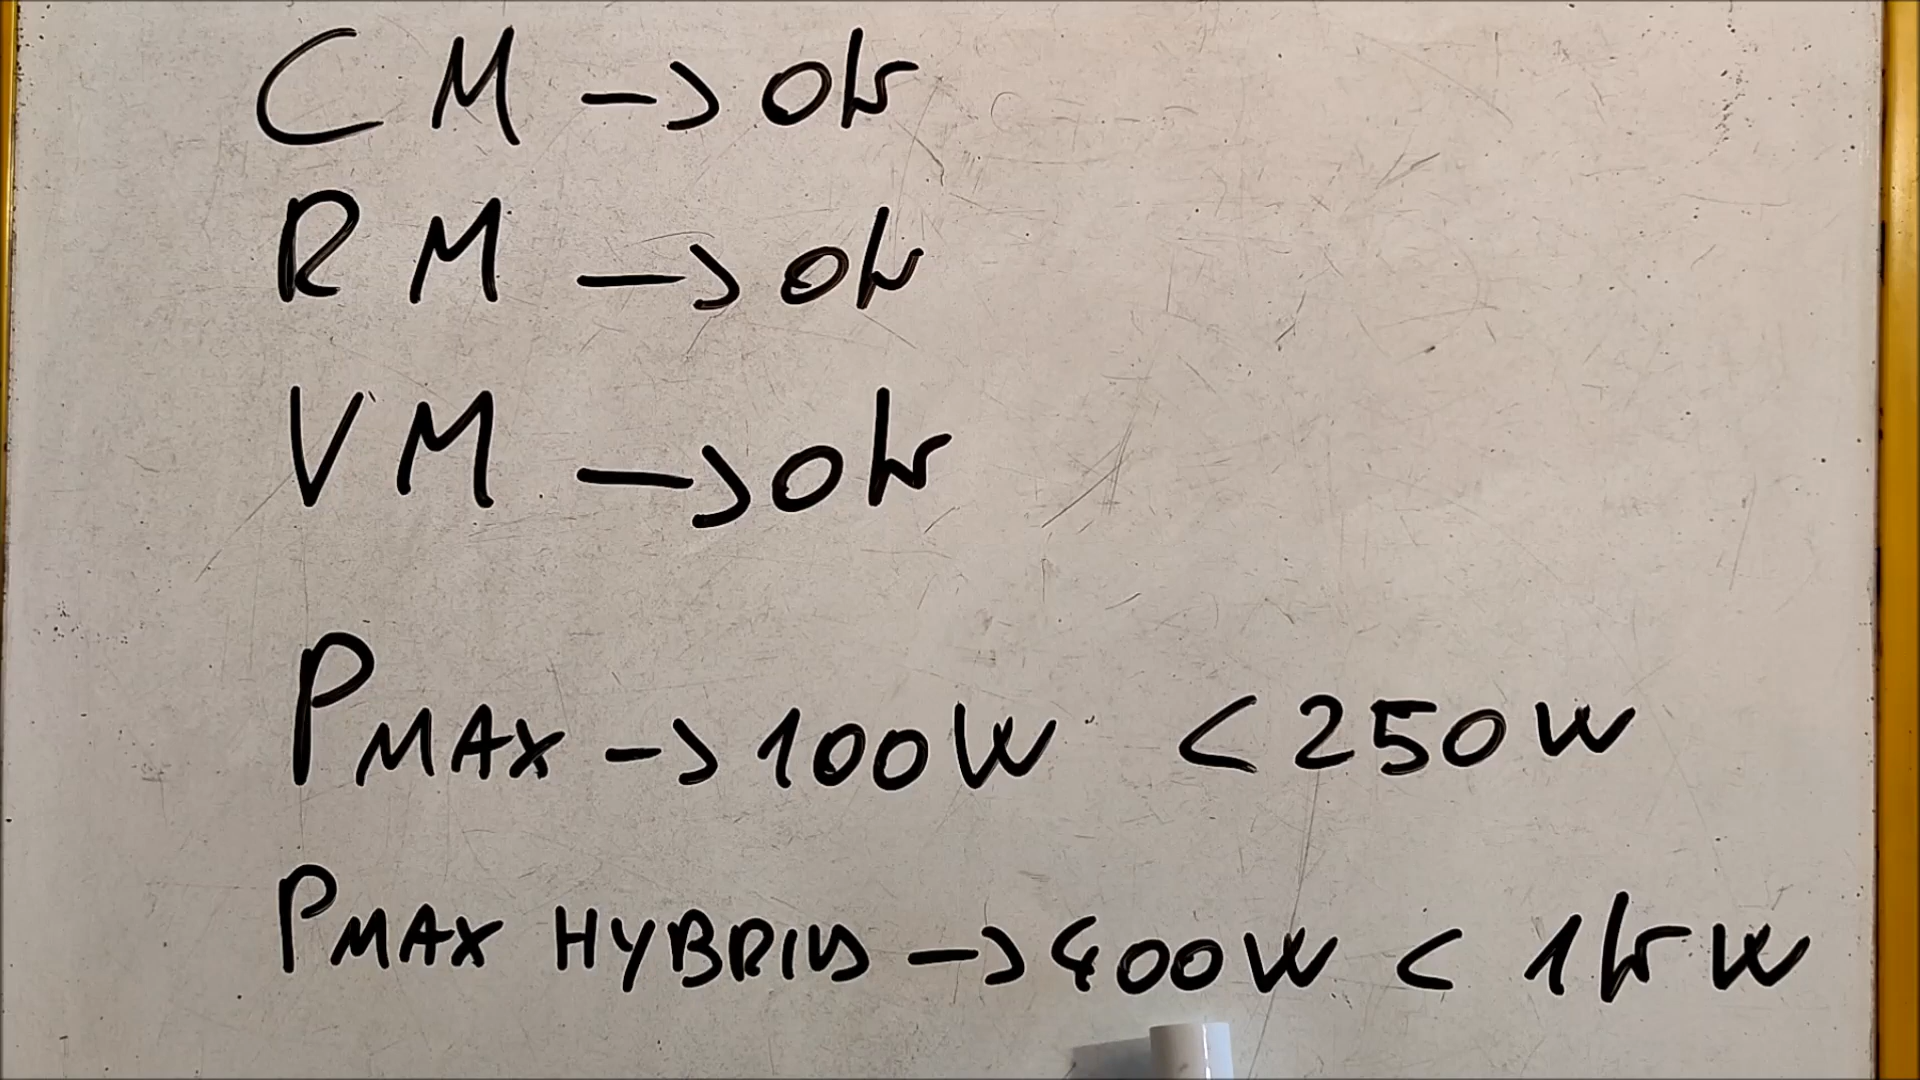 CM -> ok
RM -> ok
VM -> ok
PMAX -> 100W < 250W
PMAX HYBRID -> 400W < 1kW